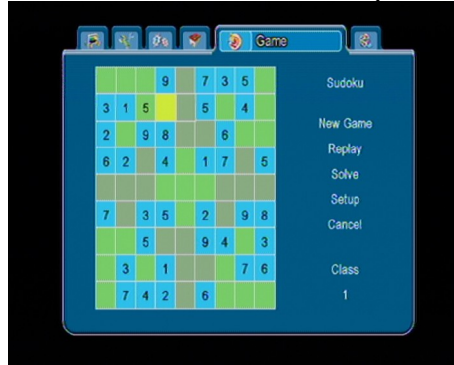 Game
9 7 3 5
3 1 5 5 4
2 9 8 6
6 2 4 1 7 5
7 3 5 2 9 8
5 9 4 3
3 1 7 6
7 4 2 6
Sudoku
New Game
Replay
Solve
Setup
Cancel
Class
1